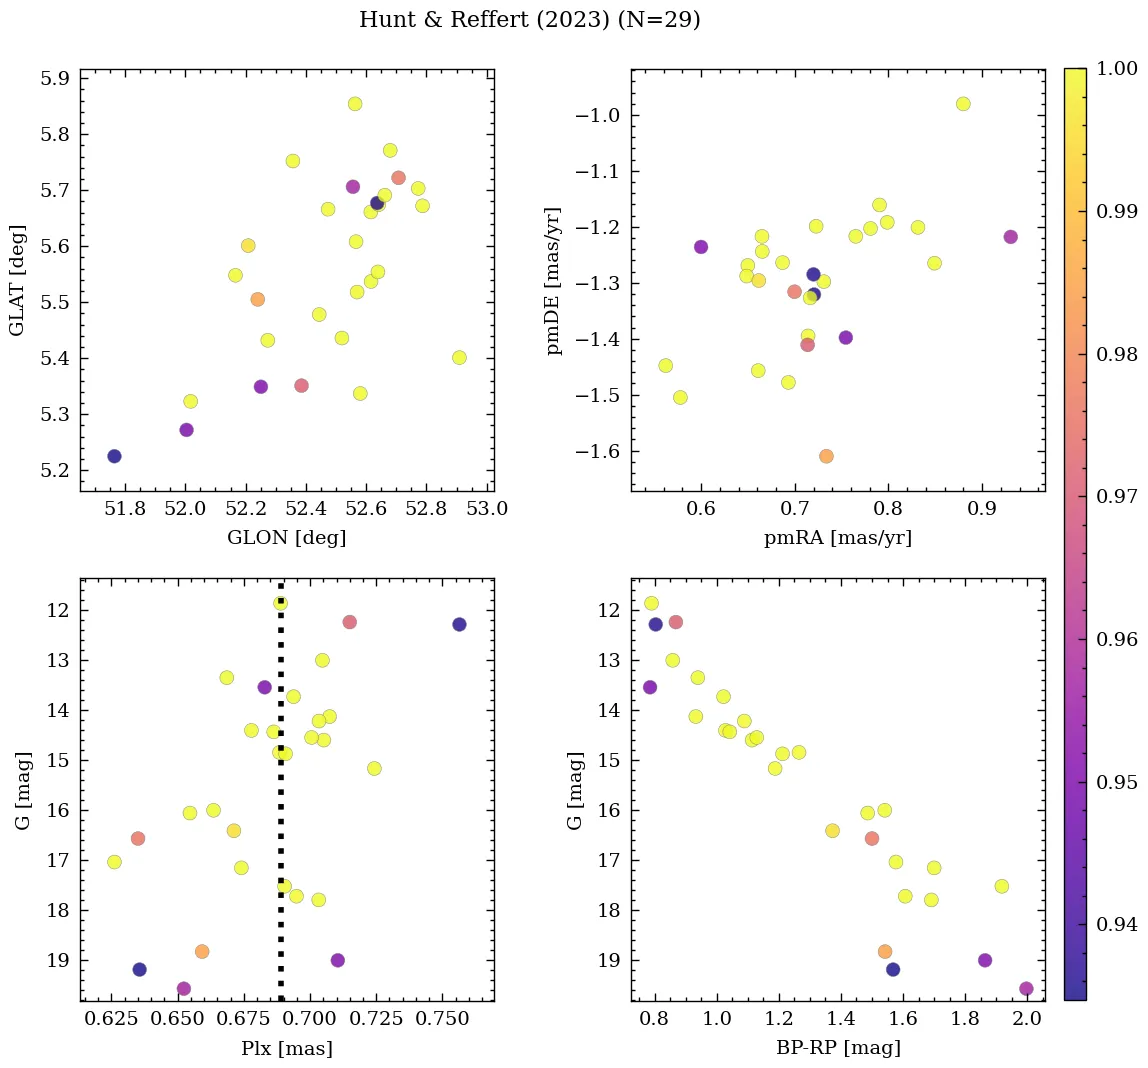 Hunt & Reffert (2023) (N=29)
5.9
5.8
5.7
5.6
5.5
5.4
5.3
5.2
GLAT [deg]
51.8 52.0 52.2 52.4 52.6 52.8 53.0
GLON [deg]
−1.0
−1.1
−1.2
−1.3
−1.4
−1.5
−1.6
pmDE [mas/yr]
0.6 0.7 0.8 0.9
pmRA [mas/yr]
12
13
14
15
16
17
18
19
G [mag]
0.625 0.650 0.675 0.700 0.725 0.750
Plx [mas]
12
13
14
15
16
17
18
19
G [mag]
0.8 1.0 1.2 1.4 1.6 1.8 2.0
BP-RP [mag]
1.00
0.99
0.98
0.97
0.96
0.95
0.94